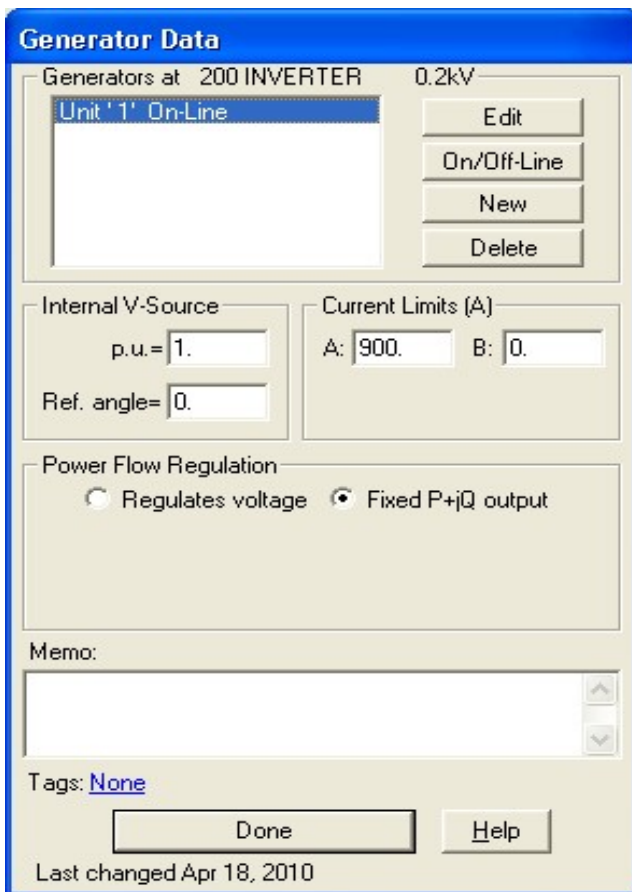 Generator Data
Generators at 200 INVERTER 0.2kV
Unit '1' On-Line
Edit
On/Off-Line
New
Delete
Internal V-Source
p.u.= 1.
Ref. angle= 0.
Current Limits (A)
A: 900. B: 0.
Power Flow Regulation
Regulates voltage Fixed P+jQ output
Memo:
Tags: None
Done Help
Last changed Apr 18, 2010